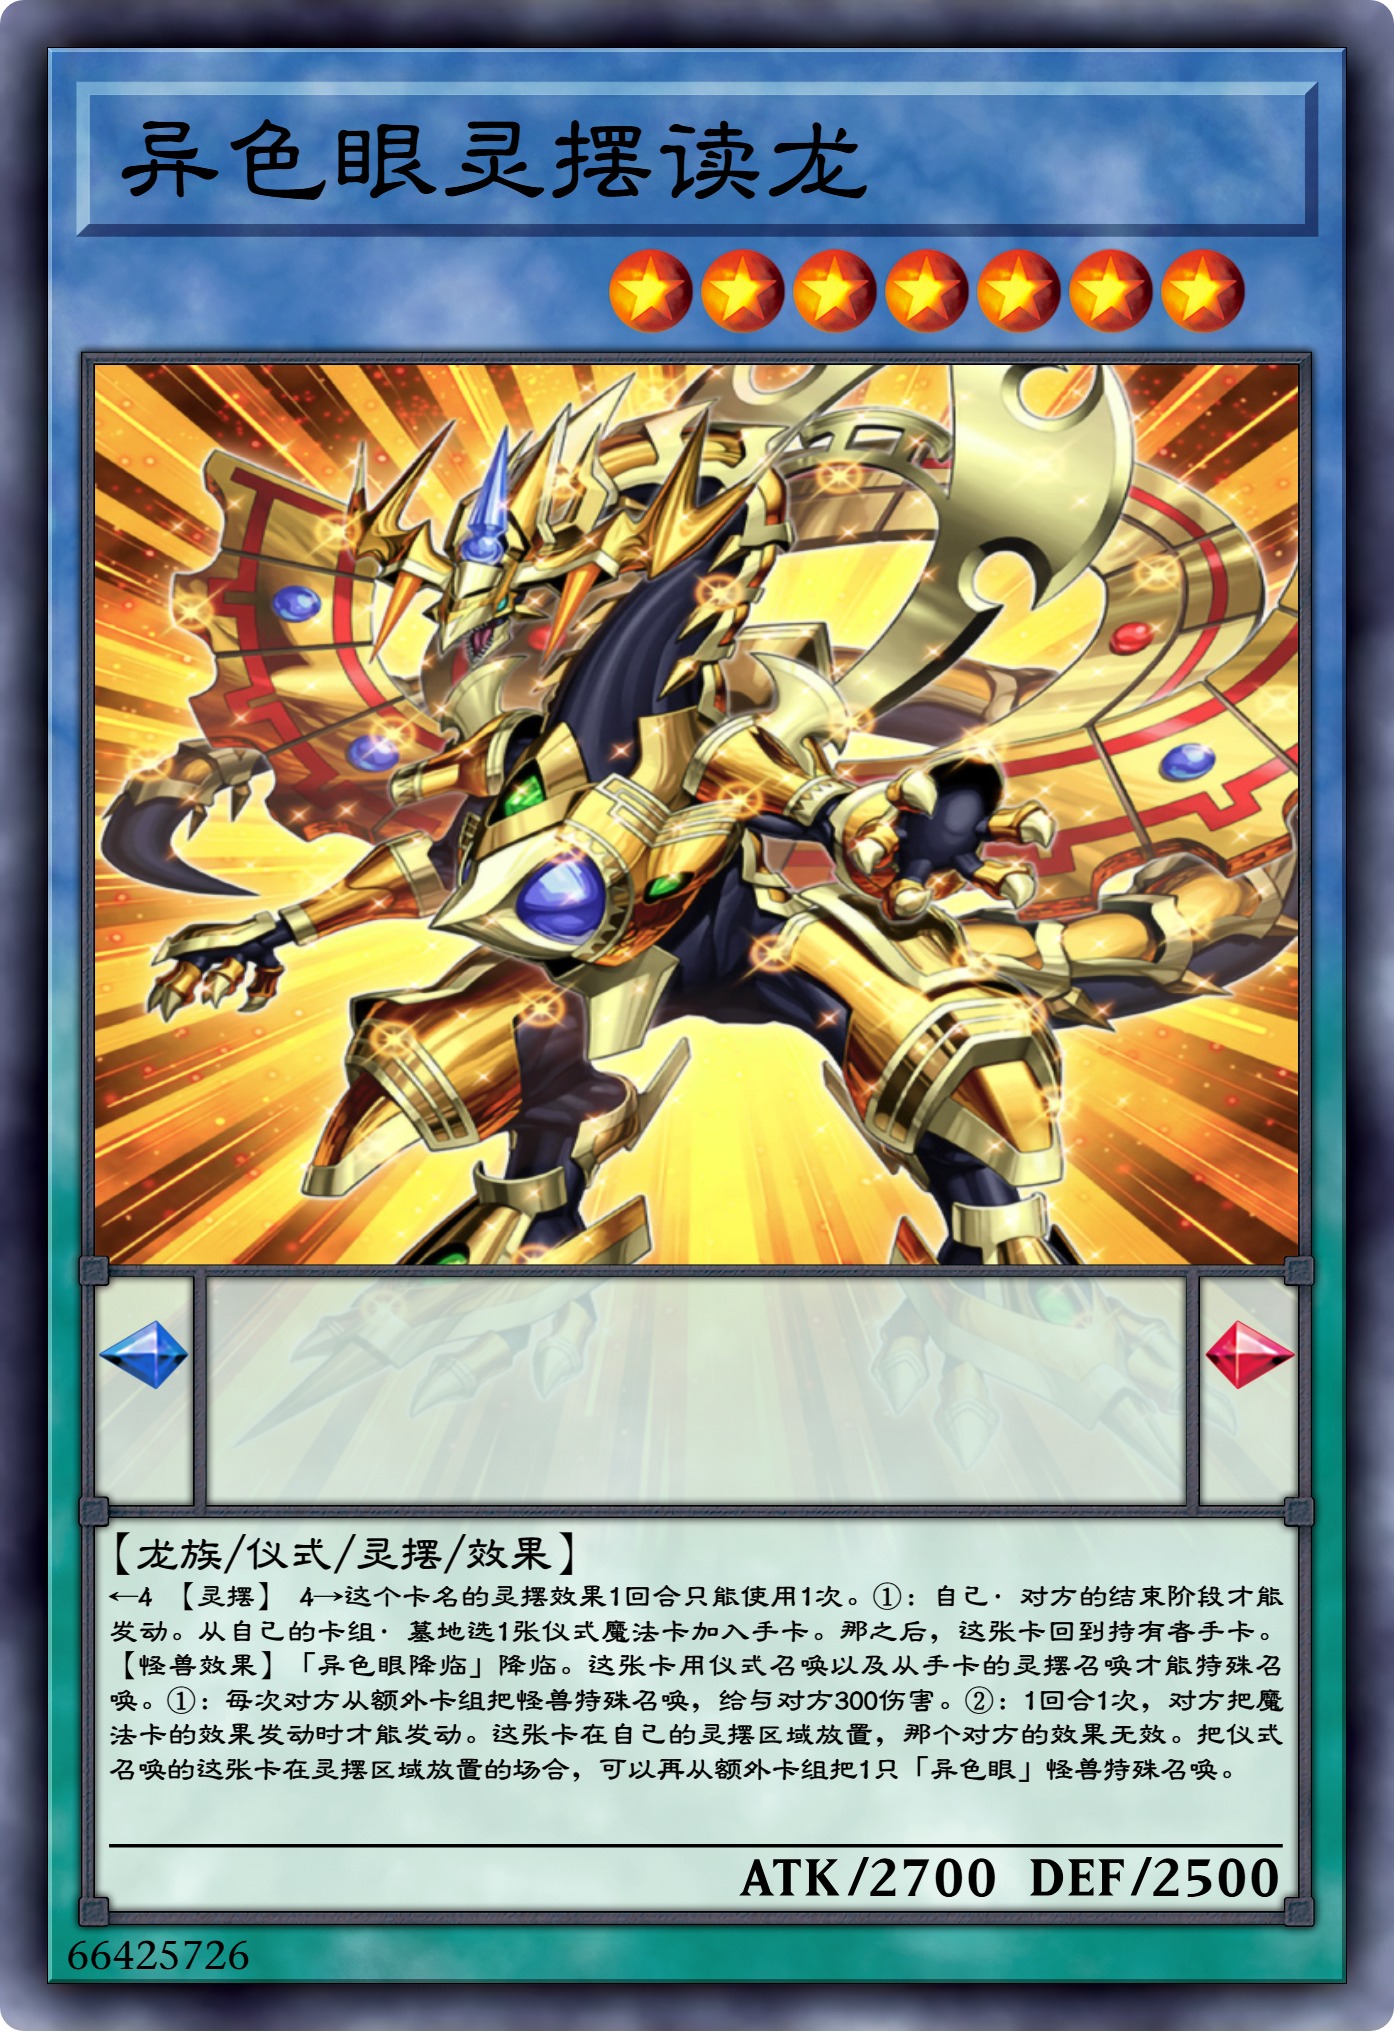 异色眼灵摆读龙
【龙族/仪式/灵摆/效果】
←4 【灵摆】 4→这个卡名的灵摆效果1回合只能使用1次。①：自己·对方的结束阶段才能
发动。从自己的卡组·墓地选1张仪式魔法卡加入手卡。那之后，这张卡回到持有者手卡。
【怪兽效果】「异色眼降临」降临。这张卡用仪式召唤以及从手卡的灵摆召唤才能特殊召
唤。①：每次对方从额外卡组把怪兽特殊召唤，给与对方300伤害。②：1回合1次，对方把魔
法卡的效果发动时才能发动。这张卡在自己的灵摆区域放置，那个对方的效果无效。把仪式
召唤的这张卡在灵摆区域放置的场合，可以再从额外卡组把1只「异色眼」怪兽特殊召唤。
ATK/2700 DEF/2500
66425726